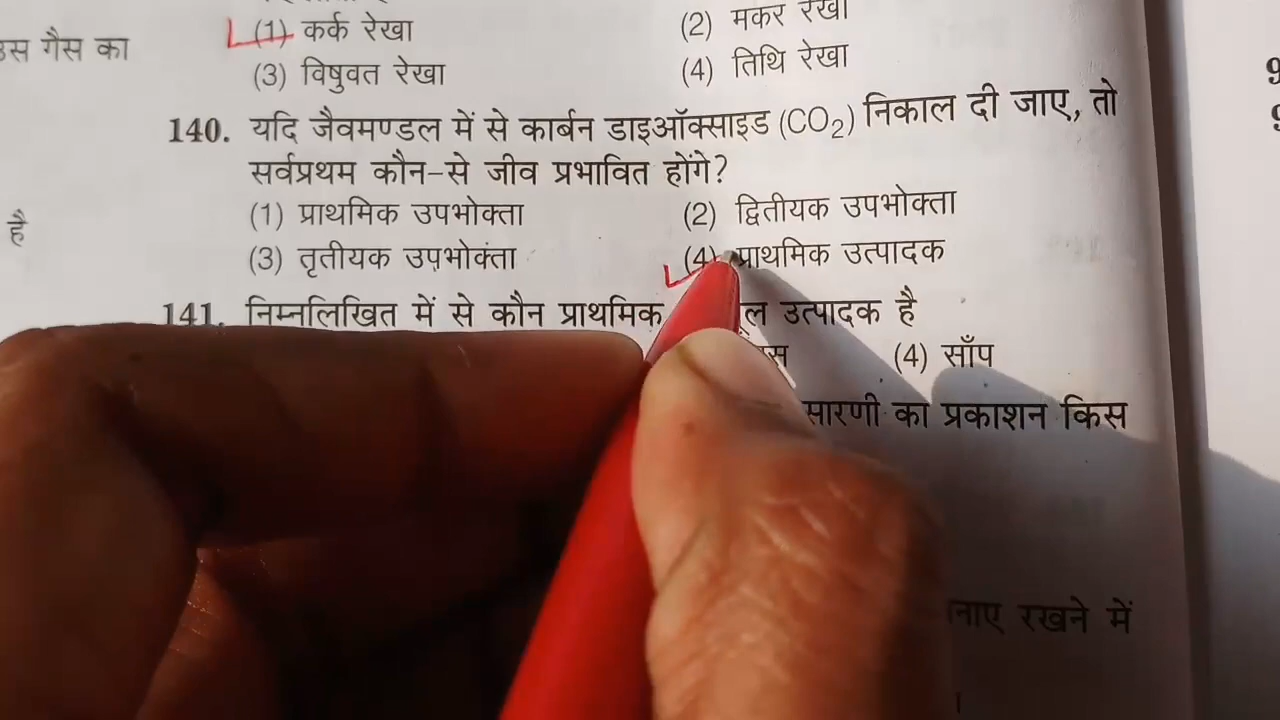 उस गैस का
(1) कर्क रेखा (2) मकर रेखा
(3) विषुवत रेखा (4) तिथि रेखा
140. यदि जैवमण्डल में से कार्बन डाइऑक्साइड (CO₂) निकाल दी जाए, तो
सर्वप्रथम कौन-से जीव प्रभावित होंगे?
(1) प्राथमिक उपभोक्ता (2) द्वितीयक उपभोक्ता
है
(3) तृतीयक उपभोक्ता (4) प्राथमिक उत्पादक
141. निम्नलिखित में से कौन प्राथमिक उत्पादक है
(4) साँप
सारणी का प्रकाशन किस
रखने में